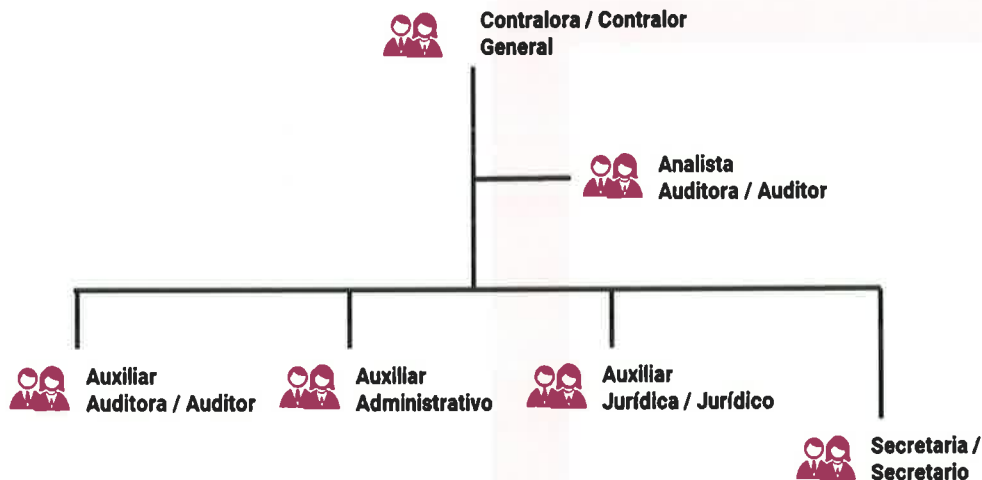 Contralora / Contralor
General
Analista
Auditora / Auditor
Auxiliar
Auditora / Auditor
Auxiliar
Administrativo
Auxiliar
Jurídica / Jurídico
Secretaria /
Secretario